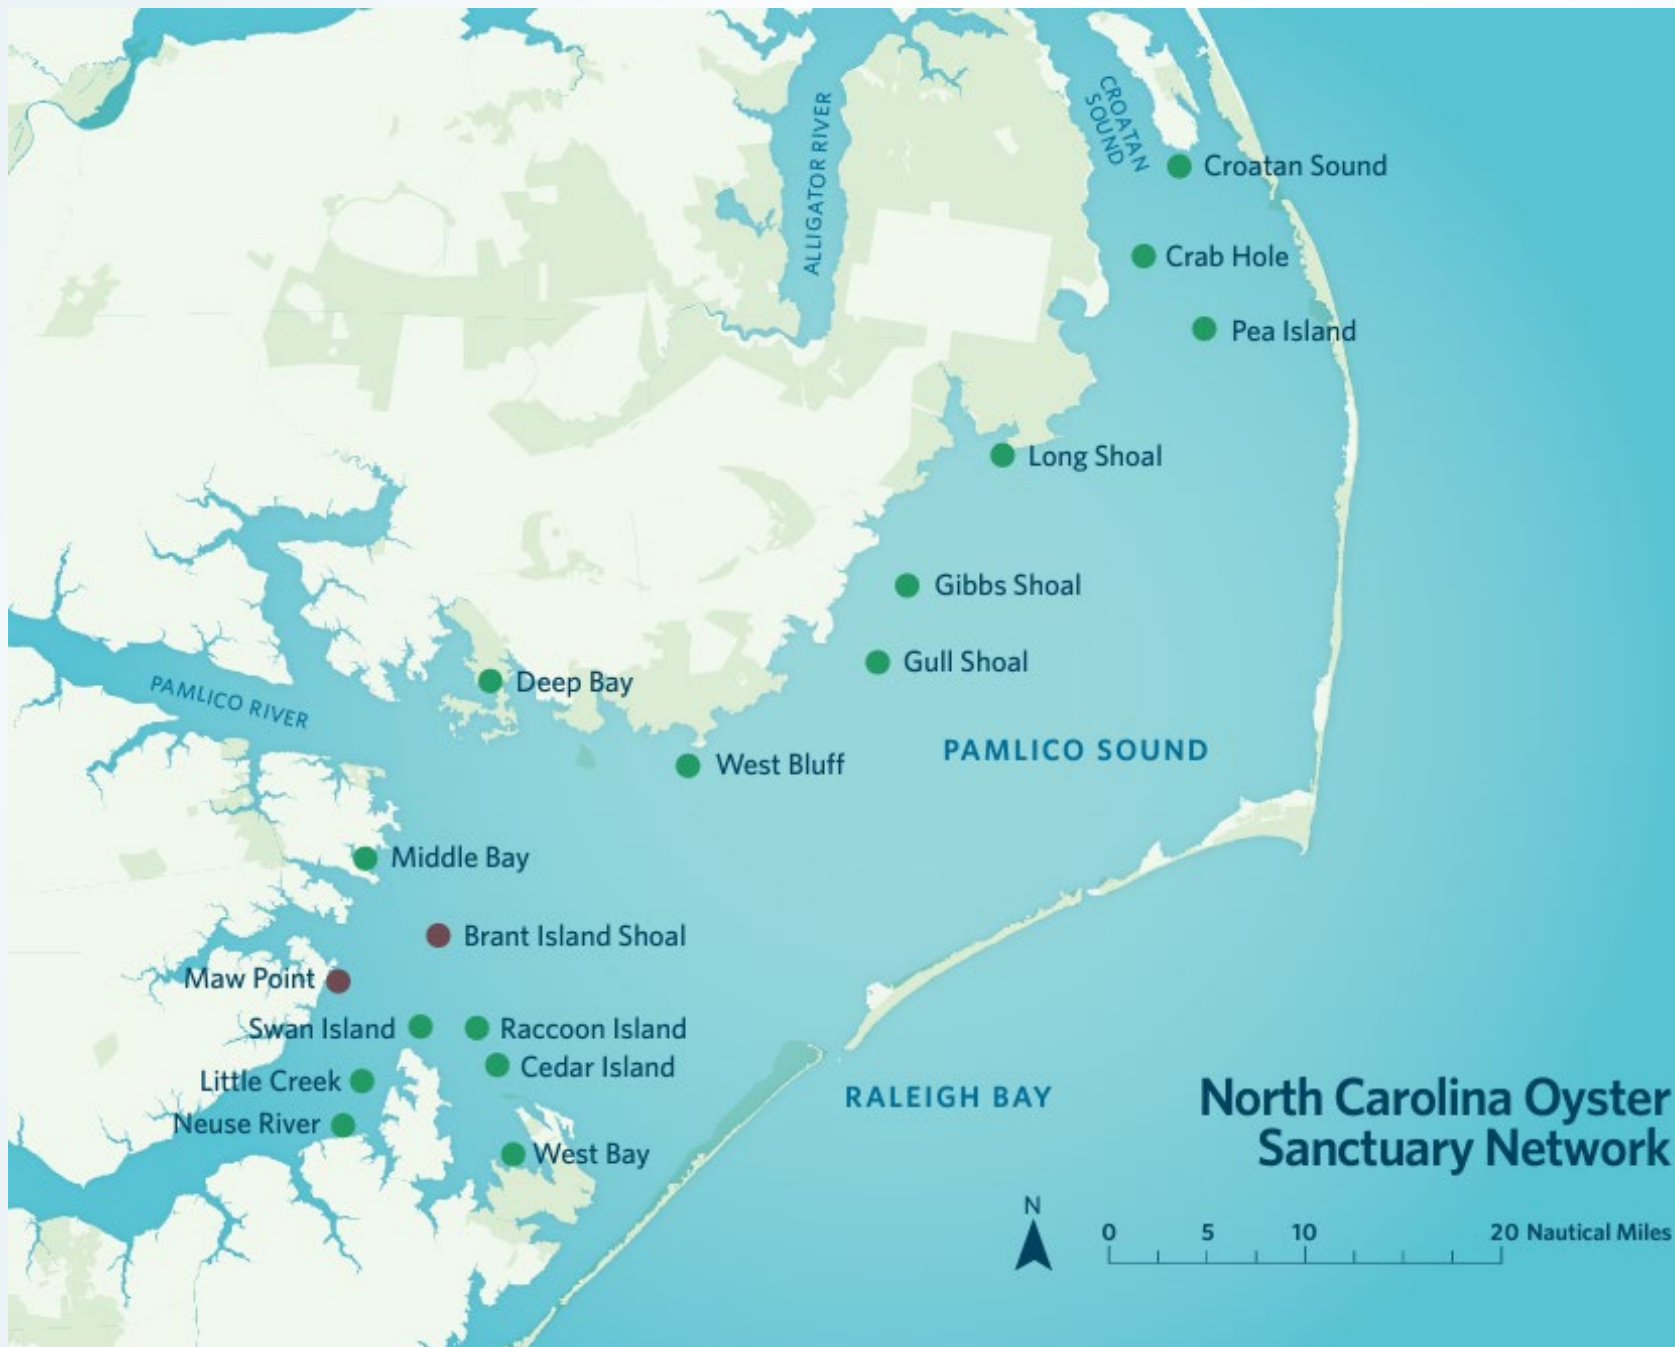 CROATAN
SOUND
ALLIGATOR RIVER
Croatan Sound
Crab Hole
Pea Island
Long Shoal
Gibbs Shoal
Gull Shoal
Deep Bay
PAMLICO RIVER
PAMLICO SOUND
West Bluff
Middle Bay
Brant Island Shoal
Maw Point
Swan Island
Raccoon Island
Cedar Island
Little Creek
RALEIGH BAY
Neuse River
West Bay
North Carolina Oyster
Sanctuary Network
N
0 5 10 20 Nautical Miles